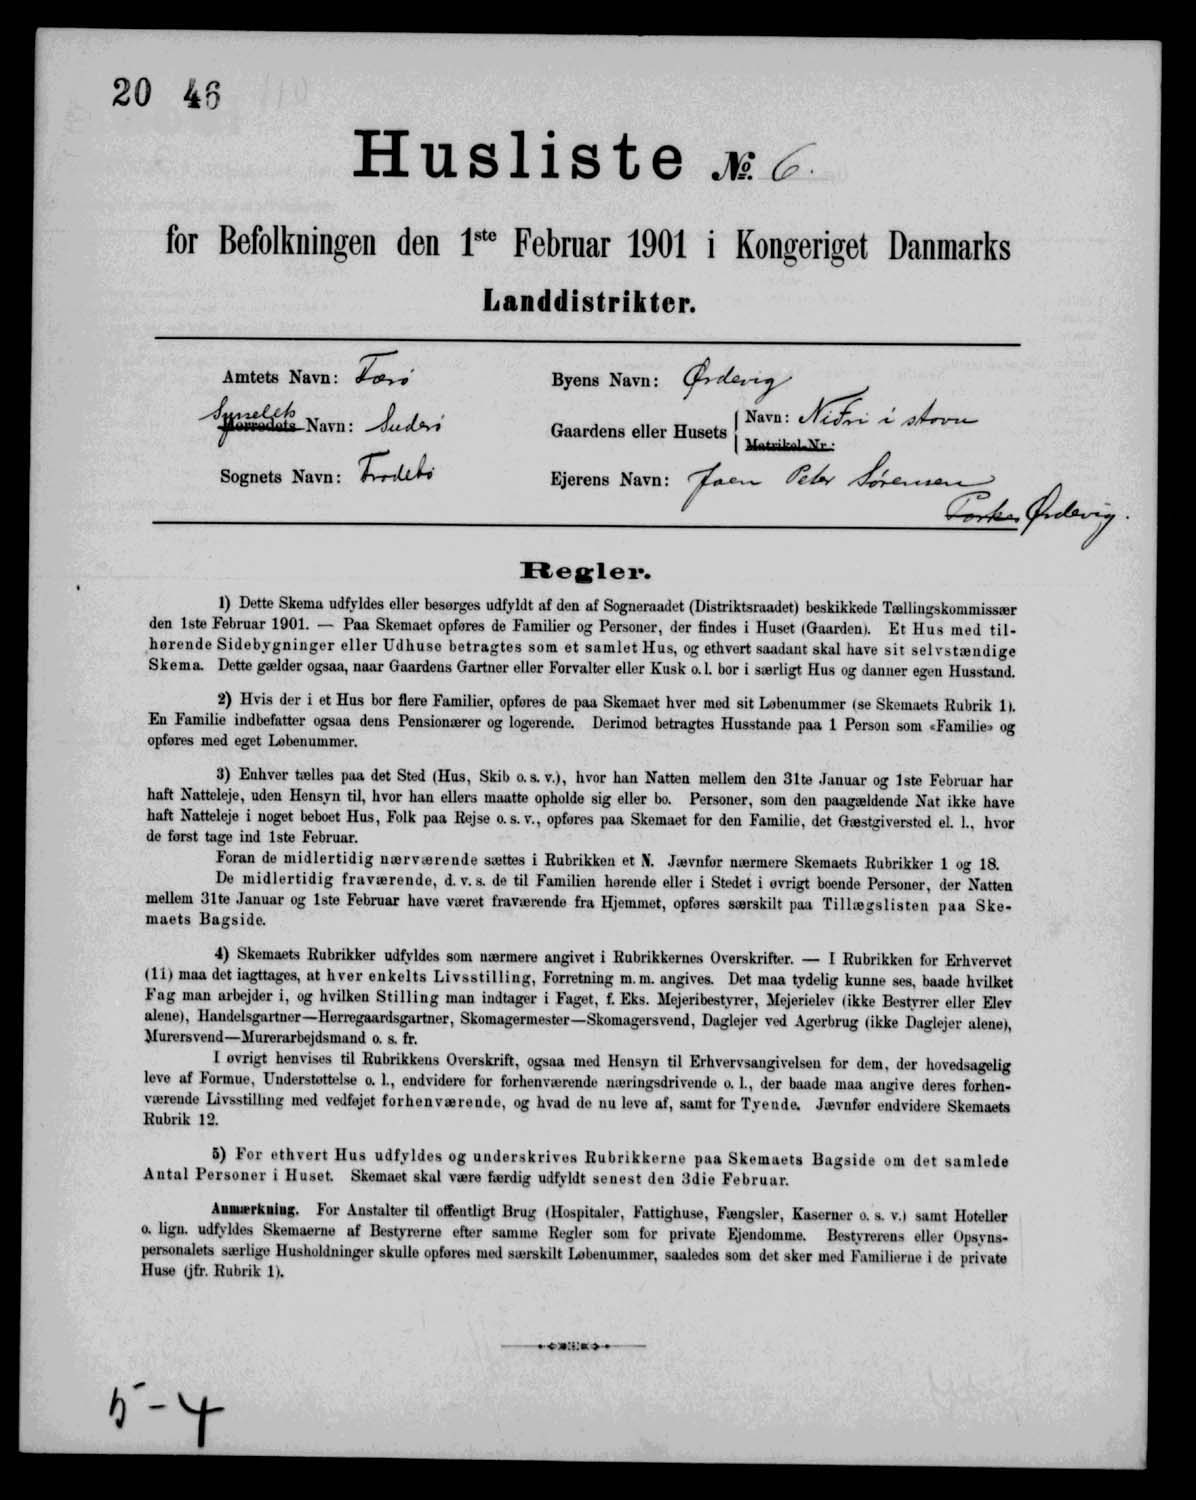 20 46
Husliste № 6.
for Befolkningen den 1ste Februar 1901 i Kongeriget Danmarks
Landdistrikter.
Amtets Navn: Færø
Byens Navn: Ørdevig
Sysselets
Herredets Navn: Suderø
Gaardens eller Husets
Navn: Niðri i stovu
Matrikel-Nr.:
Sognets Navn: Frodebø
Ejerens Navn: Joen Peter Sørensen
Ørdevig.
Regler.
1) Dette Skema udfyldes eller besørges udfyldt af den af Sogneraadet (Distriktsraadet) beskikkede Tællingskommissær
den 1ste Februar 1901. — Paa Skemaet opføres de Familier og Personer, der findes i Huset (Gaarden). Et Hus med til-
hørende Sidebygninger eller Udhuse betragtes som et samlet Hus, og ethvert saadant skal have sit selvstændige
Skema. Dette gælder ogsaa, naar Gaardens Gartner eller Forvalter eller Kusk o. l. bor i særligt Hus og danner egen Husstand.
2) Hvis der i et Hus bor flere Familier, opføres de paa Skemaet hver med sit Løbenummer (se Skemaets Rubrik 1).
En Familie indbefatter ogsaa dens Pensionærer og logerende. Derimod betragtes Husstande paa 1 Person som «Familie» og
opføres med eget Løbenummer.
3) Enhver tælles paa det Sted (Hus, Skib o. s. v.), hvor han Natten mellem den 31te Januar og 1ste Februar har
haft Natteleje, uden Hensyn til, hvor han ellers maatte opholde sig eller bo. Personer, som den paagældende Nat ikke have
haft Natteleje i noget beboet Hus, Folk paa Rejse o. s. v., opføres paa Skemaet for den Familie, det Gæstgiversted el. l., hvor
de først tage ind 1ste Februar.
Foran de midlertidig nærværende sættes i Rubrikken et N. Jævnfør nærmere Skemaets Rubrikker 1 og 18.
De midlertidig fraværende, d. v. s. de til Familien hørende eller i Stedet i øvrigt boende Personer, der Natten
mellem 31te Januar og 1ste Februar have været fraværende fra Hjemmet, opføres særskilt paa Tillægslisten paa Ske-
maets Bagside.
4) Skemaets Rubrikker udfyldes som nærmere angivet i Rubrikkernes Overskrifter. — I Rubrikken for Erhvervet
(11) maa det iagttages, at hver enkelts Livsstilling, Forretning m. m. angives. Det maa tydelig kunne ses, baade hvilket
Fag man arbejder i, og hvilken Stilling man indtager i Faget, f. Eks. Mejeribestyrer, Mejerielev (ikke Bestyrer eller Elev
alene), Handelsgartner—Herregaardsgartner, Skomagermester—Skomagersvend, Daglejer ved Agerbrug (ikke Daglejer alene),
Murersvend—Murerarbejdsmand o. s. fr.
I øvrigt henvises til Rubrikkens Overskrift, ogsaa med Hensyn til Erhvervsangivelsen for dem, der hovedsagelig
leve af Formue, Understøttelse o. l., endvidere for forhenværende næringsdrivende o. l., der baade maa angive deres forhen-
værende Livsstilling med vedføjet forhenværende, og hvad de nu leve af, samt for Tyende. Jævnfør endvidere Skemaets
Rubrik 12.
5) For ethvert Hus udfyldes og underskrives Rubrikkerne paa Skemaets Bagside om det samlede
Antal Personer i Huset. Skemaet skal være færdig udfyldt senest den 3die Februar.
Anmærkning. For Anstalter til offentligt Brug (Hospitaler, Fattighuse, Fængsler, Kaserner o. s. v.) samt Hoteller
o. lign. udfyldes Skemaerne af Bestyrerne efter samme Regler som for private Ejendomme. Bestyrerens eller Opsyns-
personalets særlige Husholdninger skulle opføres med særskilt Løbenummer, saaledes som det sker med Familierne i de private
Huse (jfr. Rubrik 1).
5 - 4